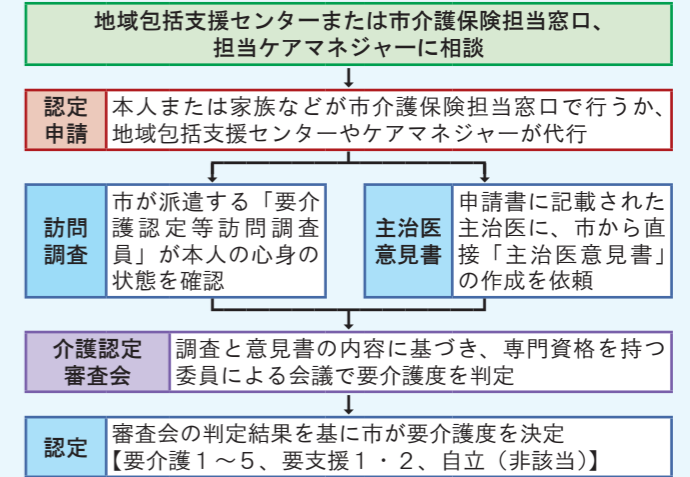 地域包括支援センターまたは市介護保険担当窓口、
担当ケアマネジャーに相談
認定
申請
本人または家族などが市介護保険担当窓口で行うか、
地域包括支援センターやケアマネジャーが代行
訪問
調査
市が派遣する「要介
護認定等訪問調査
員」が本人の心身の
状態を確認
主治医
意見書
申請書に記載された
主治医に、市から直
接「主治医意見書」
の作成を依頼
介護認定
審査会
調査と意見書の内容に基づき、専門資格を持つ
委員による会議で要介護度を判定
認定
審査会の判定結果を基に市が要介護度を決定
【要介護１～５、要支援１・２、自立（非該当）】